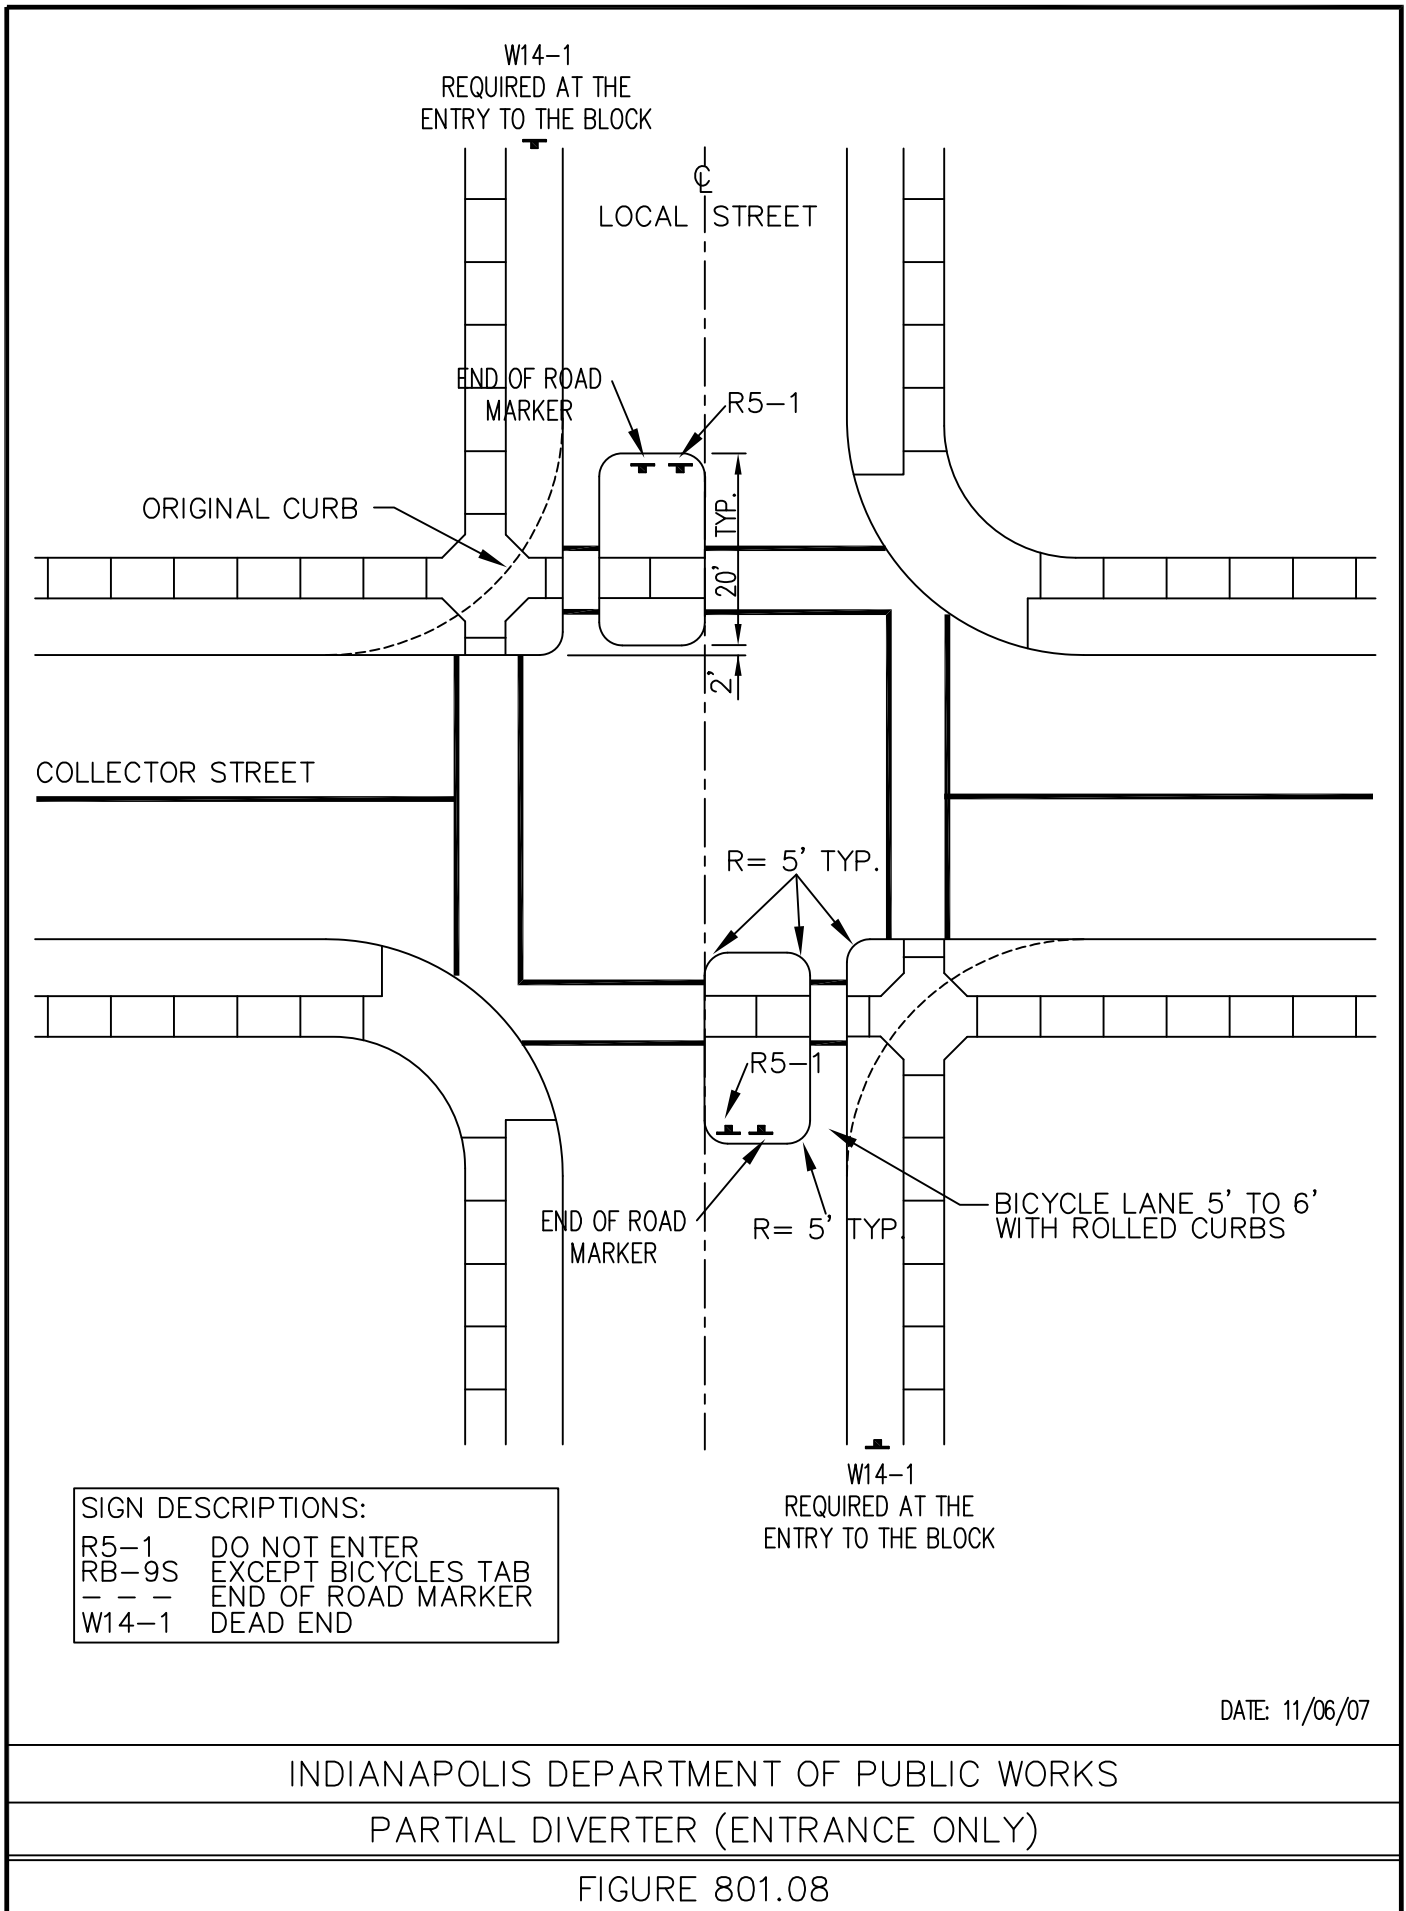 W14-1
REQUIRED AT THE
ENTRY TO THE BLOCK
℄
LOCAL STREET
END OF ROAD
MARKER
R5-1
ORIGINAL CURB
20' TYP.
2'
COLLECTOR STREET
R= 5' TYP.
R5-1
END OF ROAD
MARKER
R= 5' TYP.
BICYCLE LANE 5' TO 6'
WITH ROLLED CURBS
W14-1
REQUIRED AT THE
ENTRY TO THE BLOCK
SIGN DESCRIPTIONS:
R5-1 DO NOT ENTER
RB-9S EXCEPT BICYCLES TAB
- - - END OF ROAD MARKER
W14-1 DEAD END
DATE: 11/06/07
INDIANAPOLIS DEPARTMENT OF PUBLIC WORKS
PARTIAL DIVERTER (ENTRANCE ONLY)
FIGURE 801.08